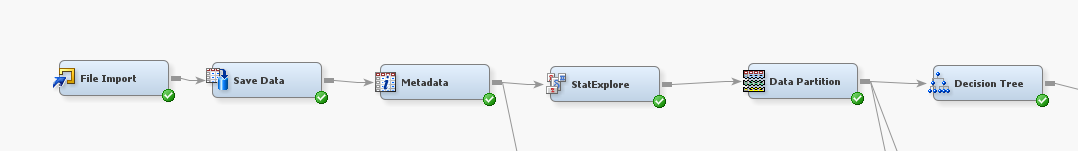 File Import
Save Data
Metadata
StatExplore
Data Partition
Decision Tree